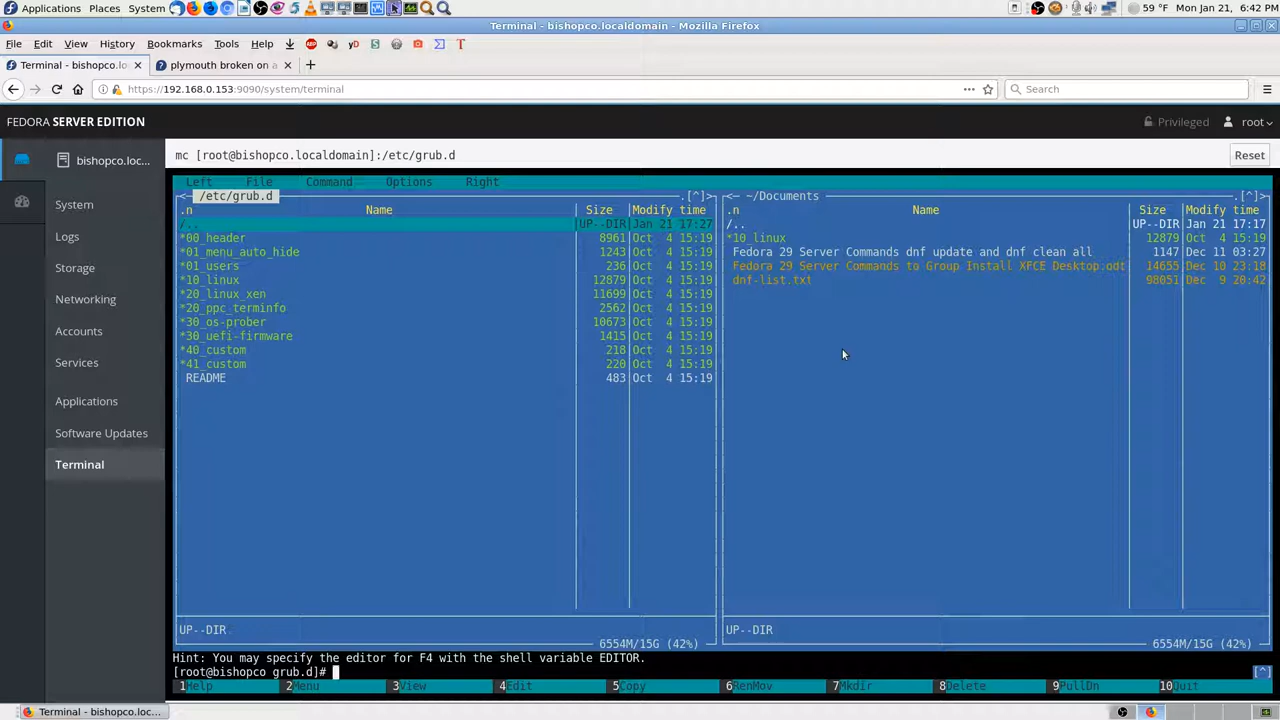 Applications Places System 59 °F Mon Jan 21, 6:42 PM
Terminal - bishopco.localdomain - Mozilla Firefox
File Edit View History Bookmarks Tools Help
Terminal - bishopco.lo plymouth broken on a
https://192.168.0.153:9090/system/terminal Search
FEDORA SERVER EDITION Privileged root
bishopco.loc... mc [root@bishopco.localdomain]:/etc/grub.d Reset
System
Logs
Storage
Networking
Accounts
Services
Applications
Software Updates
Terminal
Left File Command Options Right
<─ /etc/grub.d .[^]> <─ ~/Documents .[^]>
.n Name Size Modify time .n Name Size Modify time
/.. UP--DIR Jan 21 17:27 /.. UP--DIR Jan 21 17:17
*00_header 8961 Oct 4 15:19 *10_linux 12879 Oct 4 15:19
*01_menu_auto_hide 1243 Oct 4 15:19 Fedora 29 Server Commands dnf update and dnf clean all 1147 Dec 11 03:27
*01_users 236 Oct 4 15:19 Fedora 29 Server Commands to Group Install XFCE Desktop.odt 14655 Dec 10 23:18
*10_linux 12879 Oct 4 15:19 dnf-list.txt 98051 Dec 9 20:42
*20_linux_xen 11699 Oct 4 15:19
*20_ppc_terminfo 2562 Oct 4 15:19
*30_os-prober 10673 Oct 4 15:19
*30_uefi-firmware 1415 Oct 4 15:19
*40_custom 218 Oct 4 15:19
*41_custom 220 Oct 4 15:19
README 483 Oct 4 15:19
UP--DIR UP--DIR
6554M/15G (42%) 6554M/15G (42%)
Hint: You may specify the editor for F4 with the shell variable EDITOR.
[root@bishopco grub.d]# [^]
1Help 2Menu 3View 4Edit 5Copy 6RenMov 7Mkdir 8Delete 9PullDn 10Quit
Terminal - bishopco.loc...